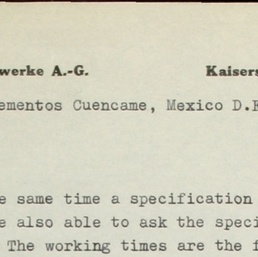 werke A.-G. Kaisers
ementos Cuencame, Mexico D.F
e same time a specification
e also able to ask the speci
The working times are the f